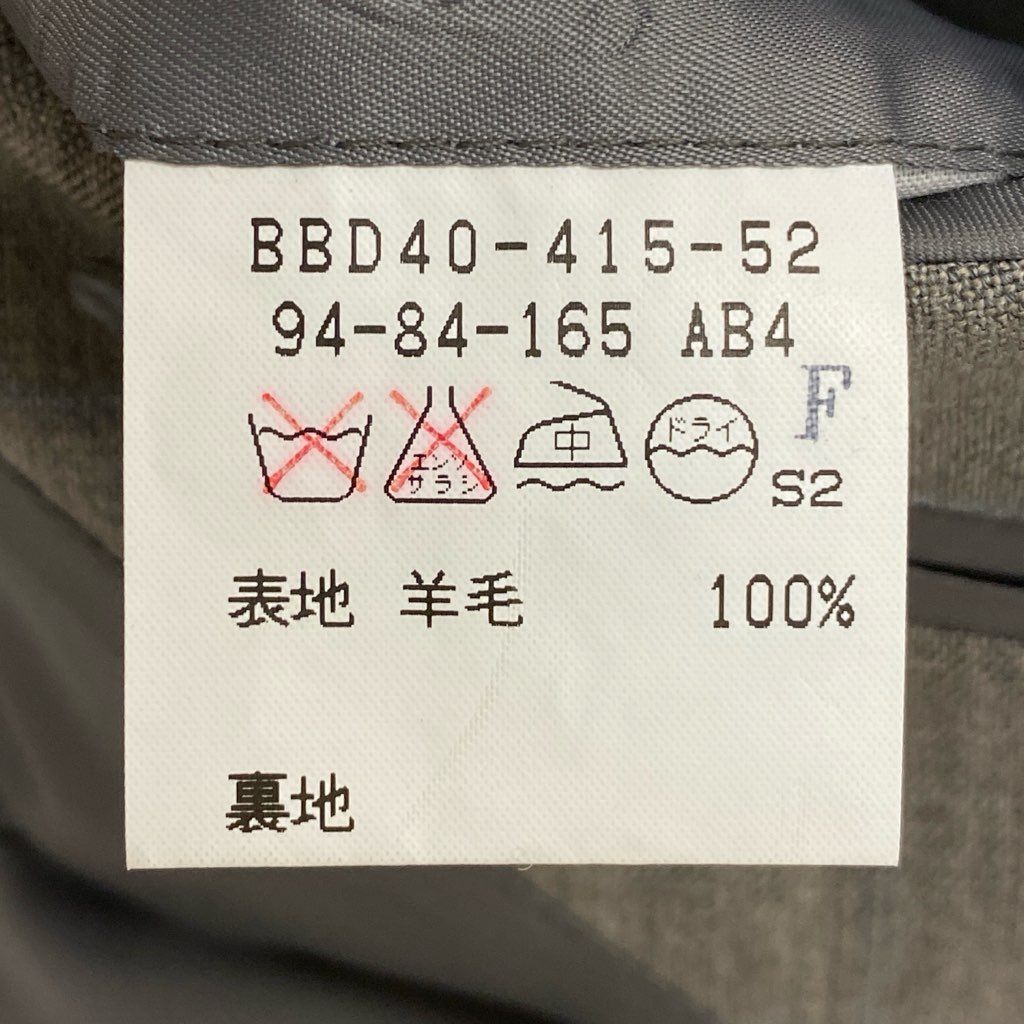 BBD40-415-52
94-84-165 AB4
F
エンソ
サラシ
中
ドライ
S2
表地 羊毛 100%
裏地